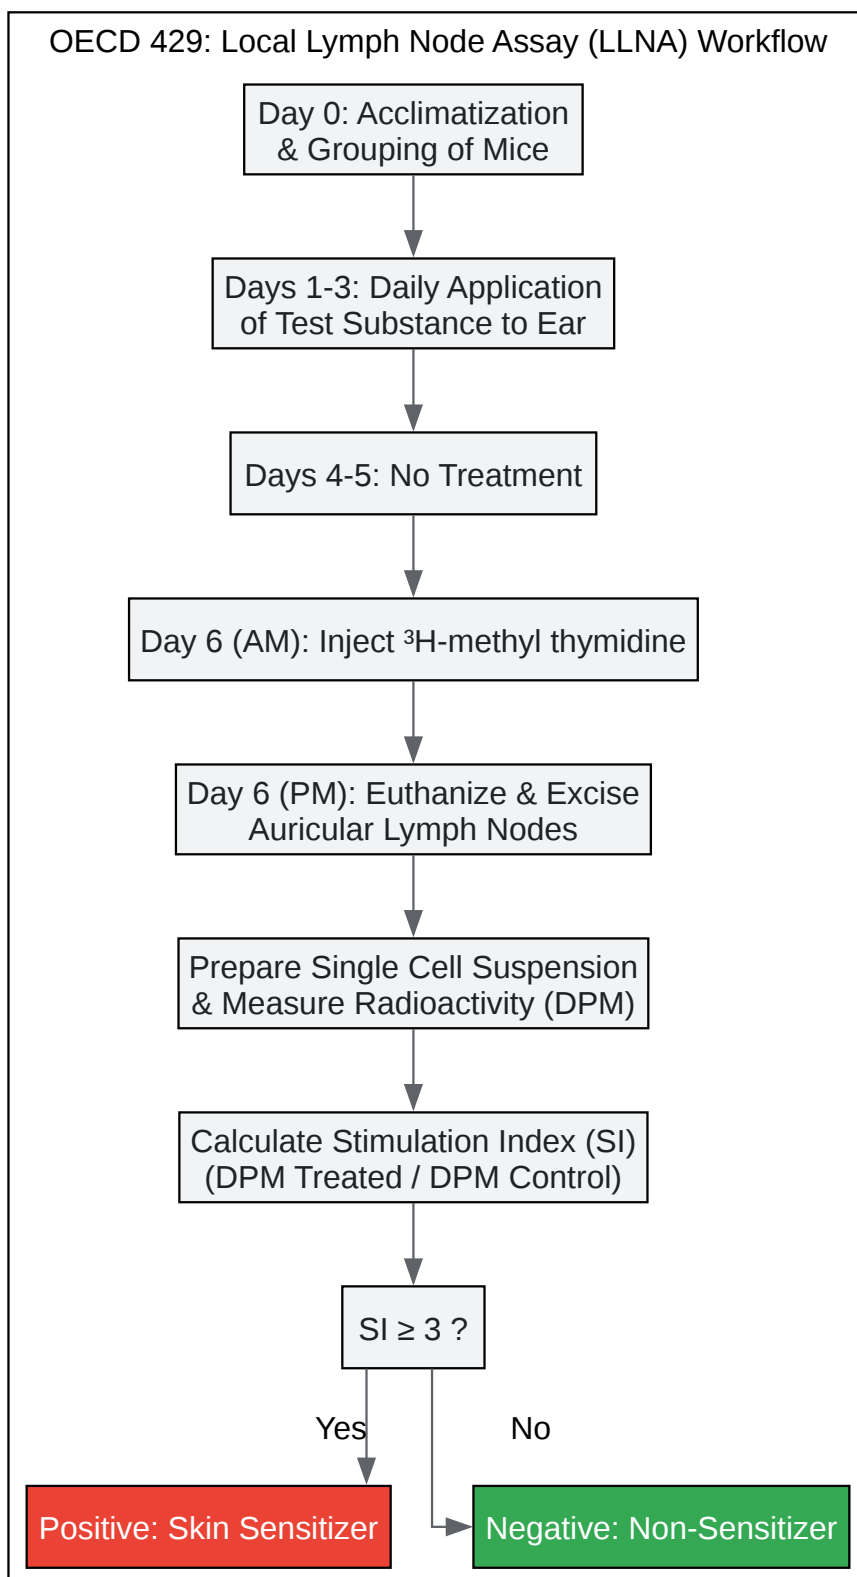 OECD 429: Local Lymph Node Assay (LLNA) Workflow
Day 0: Acclimatization
& Grouping of Mice
Days 1-3: Daily Application
of Test Substance to Ear
Days 4-5: No Treatment
Day 6 (AM): Inject ³H-methyl thymidine
Day 6 (PM): Euthanize & Excise
Auricular Lymph Nodes
Prepare Single Cell Suspension
& Measure Radioactivity (DPM)
Calculate Stimulation Index (SI)
(DPM Treated / DPM Control)
SI ≥ 3 ?
Yes
No
Positive: Skin Sensitizer
Negative: Non-Sensitizer